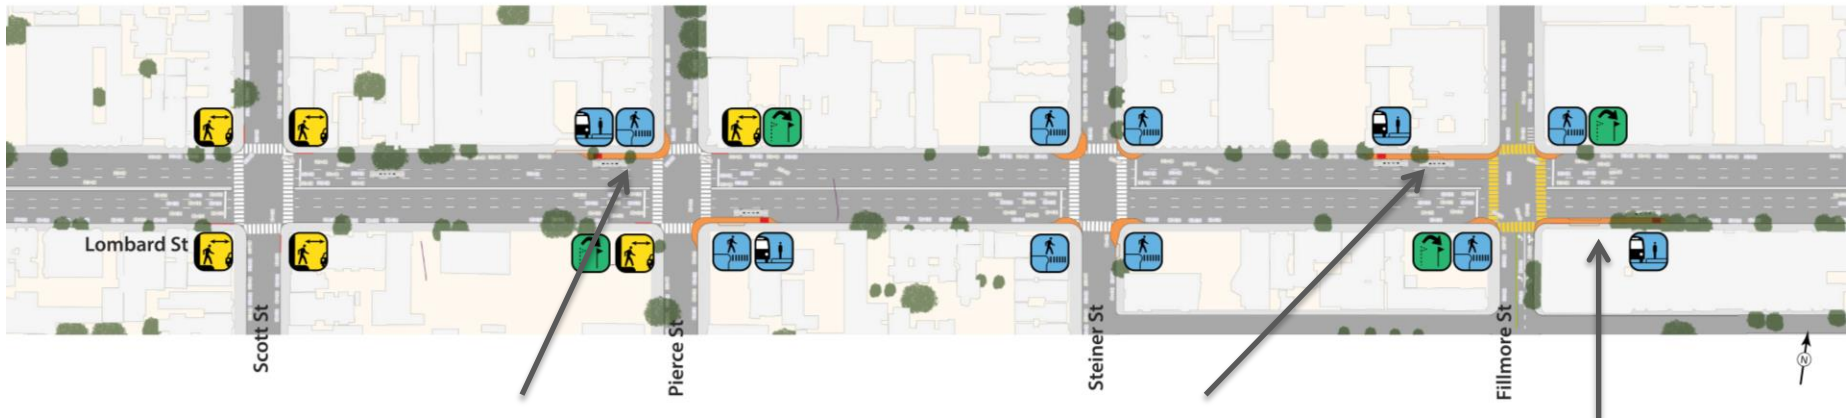 Lombard St
Scott St
Pierce St
Steiner St
Fillmore St
N